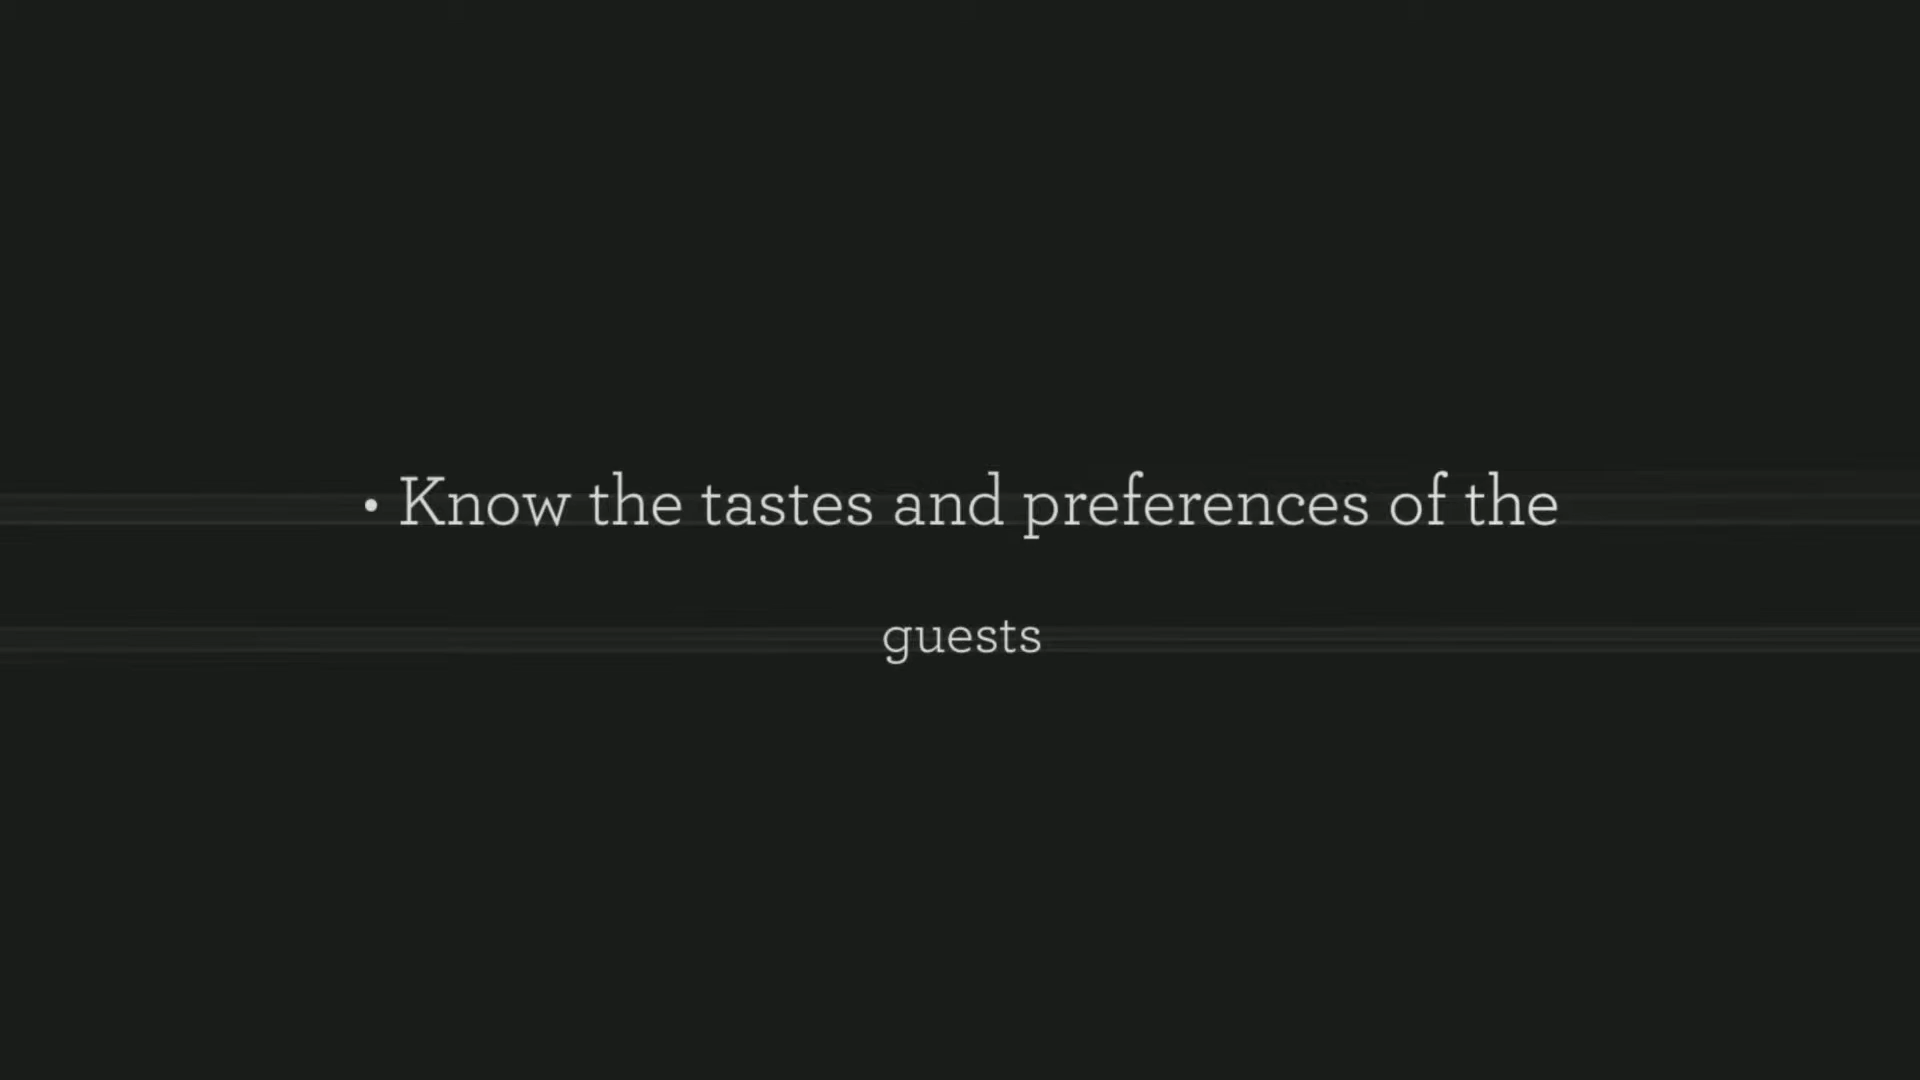 • Know the tastes and preferences of the
guests